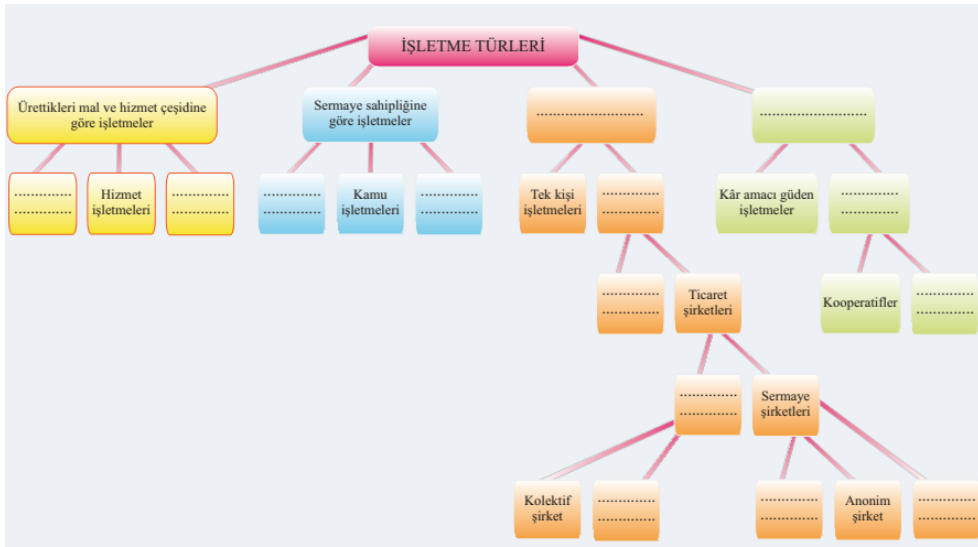 İŞLETME TÜRLERİ
Ürettikleri mal ve hizmet çeşidine
göre işletmeler
Sermaye sahipliğine
göre işletmeler
............................
............................
..............
..............
Hizmet
işletmeleri
..............
..............
..............
..............
Kamu
işletmeleri
..............
..............
Tek kişi
işletmeleri
..............
..............
Kâr amacı güden
işletmeler
..............
..............
..............
..............
Ticaret
şirketleri
Kooperatifler
..............
..............
..............
..............
Sermaye
şirketleri
Kolektif
şirket
..............
..............
..............
..............
Anonim
şirket
..............
..............